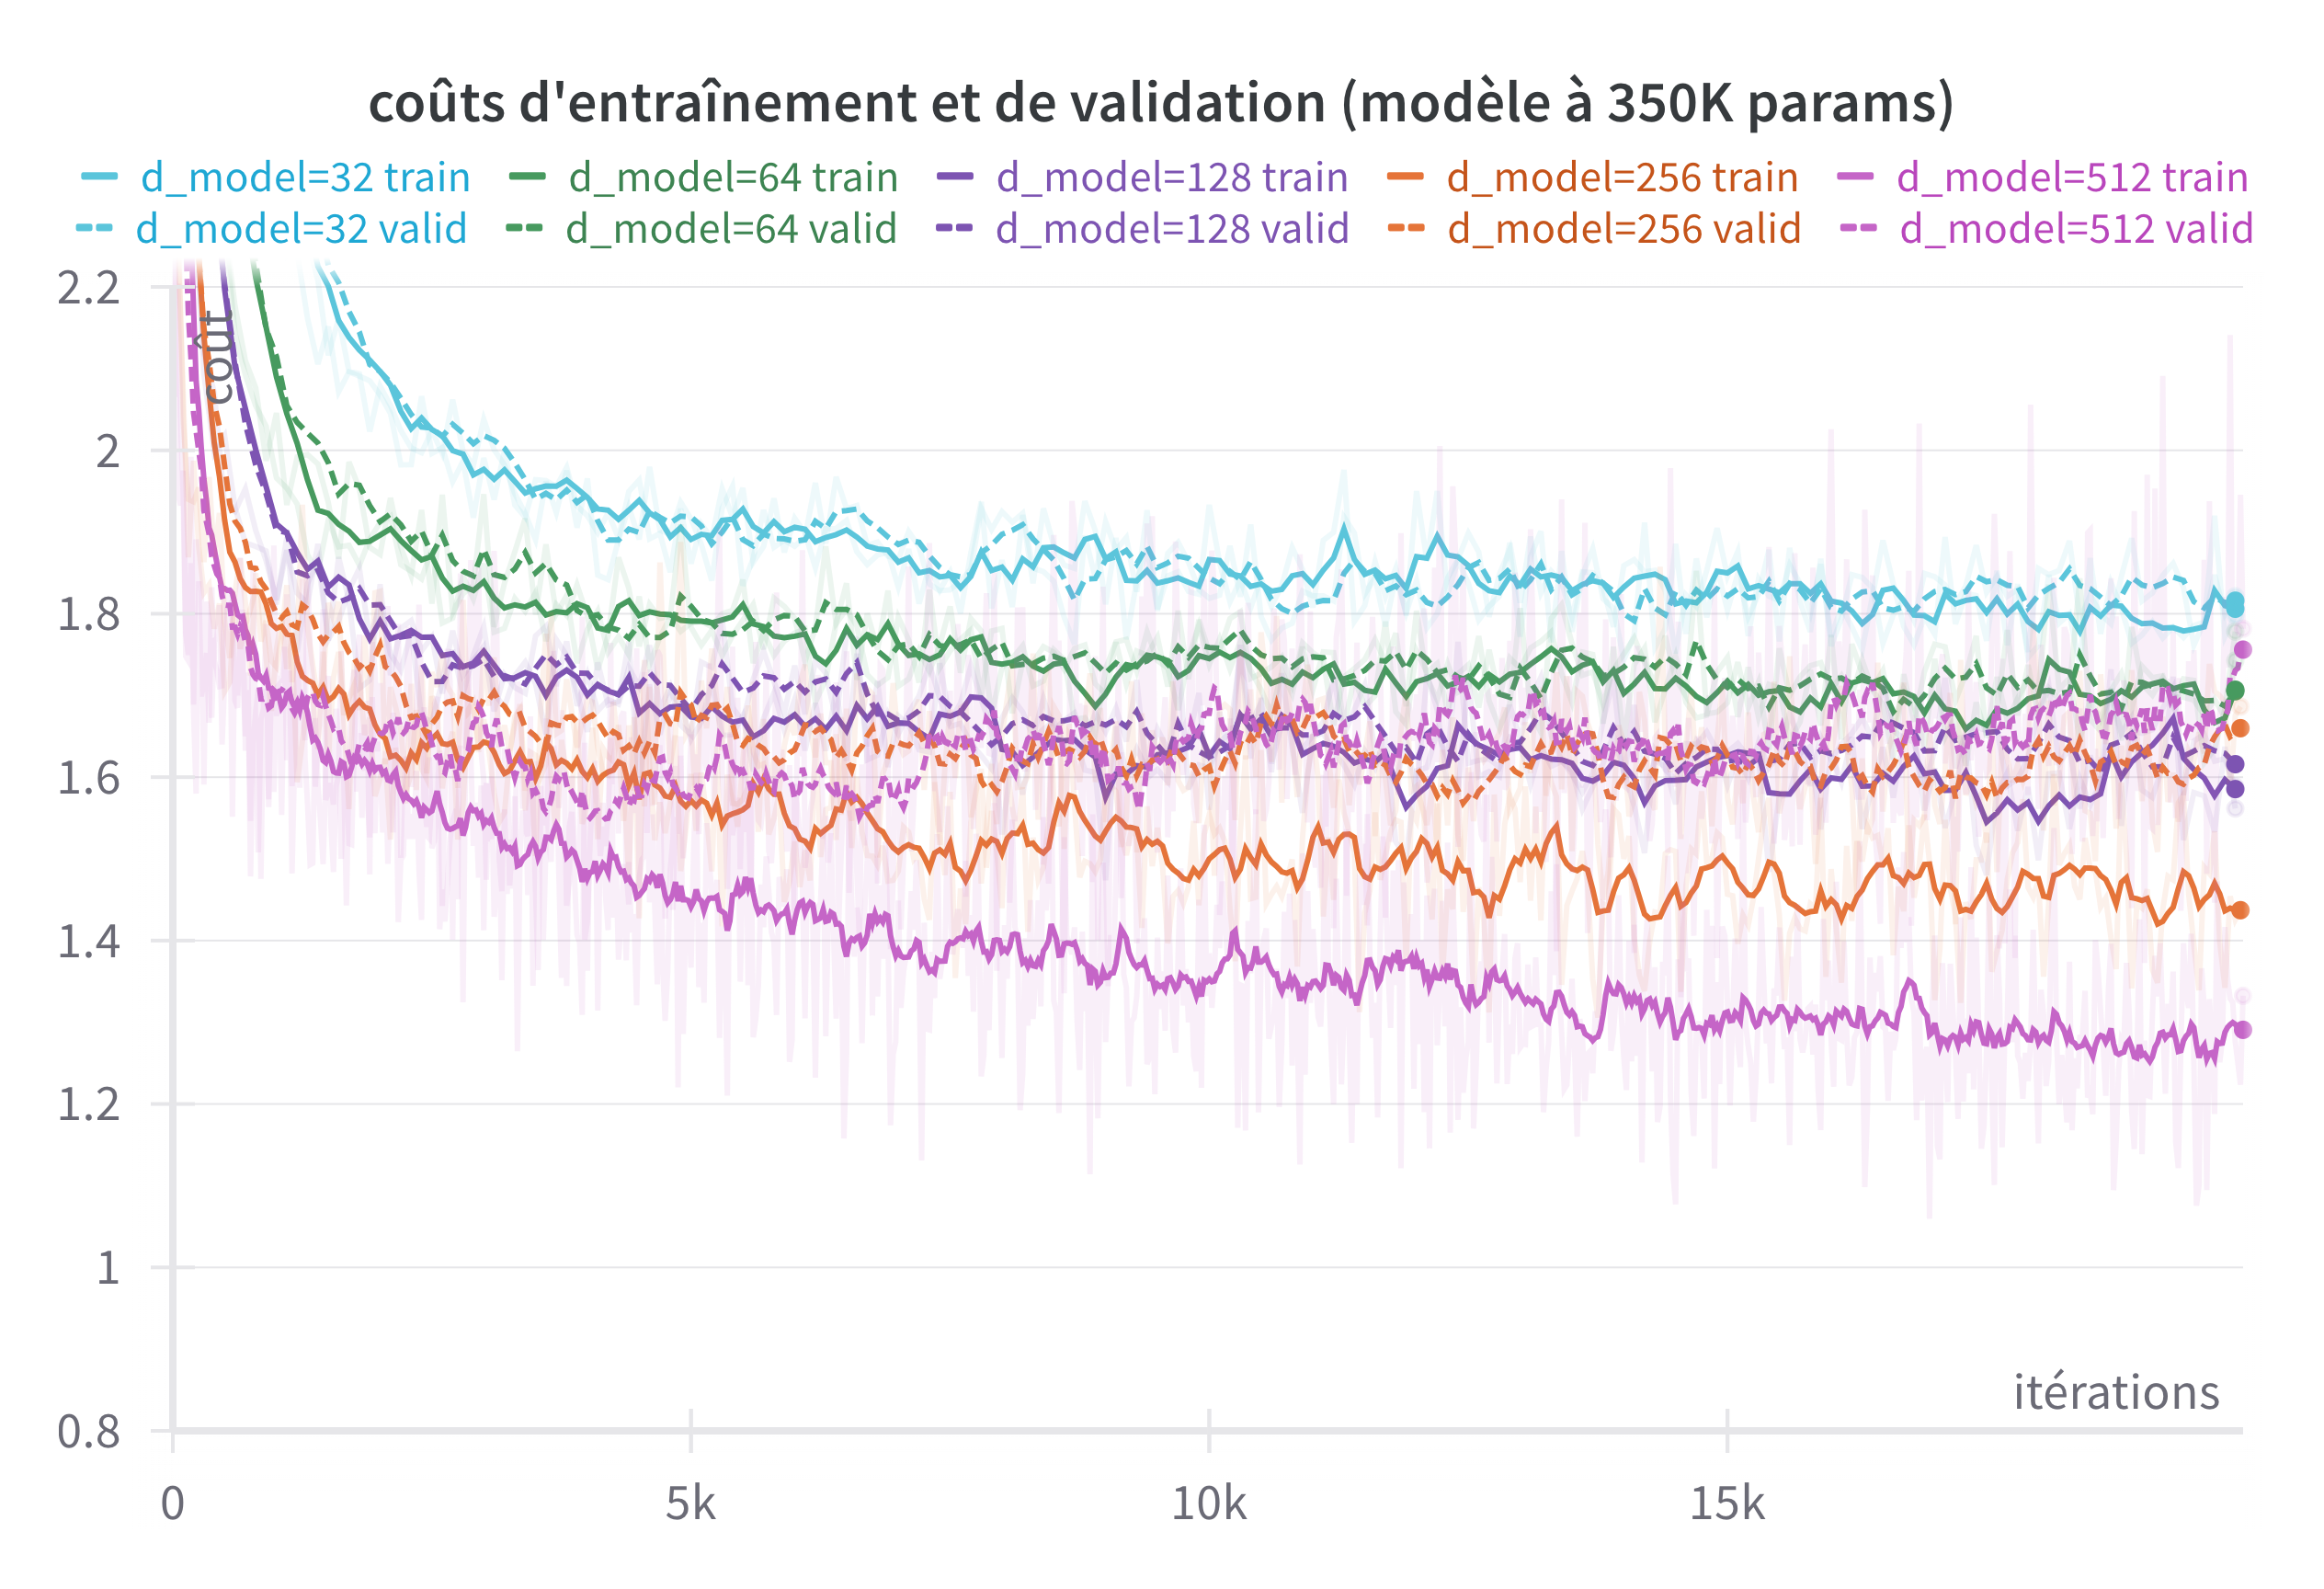 coûts d'entraînement et de validation (modèle à 350K params)
d_model=32 train d_model=64 train d_model=128 train d_model=256 train d_model=512 train
d_model=32 valid d_model=64 valid d_model=128 valid d_model=256 valid d_model=512 valid
2.2
coût
2
1.8
1.6
1.4
1.2
1
itérations
0.8
0 5k 10k 15k